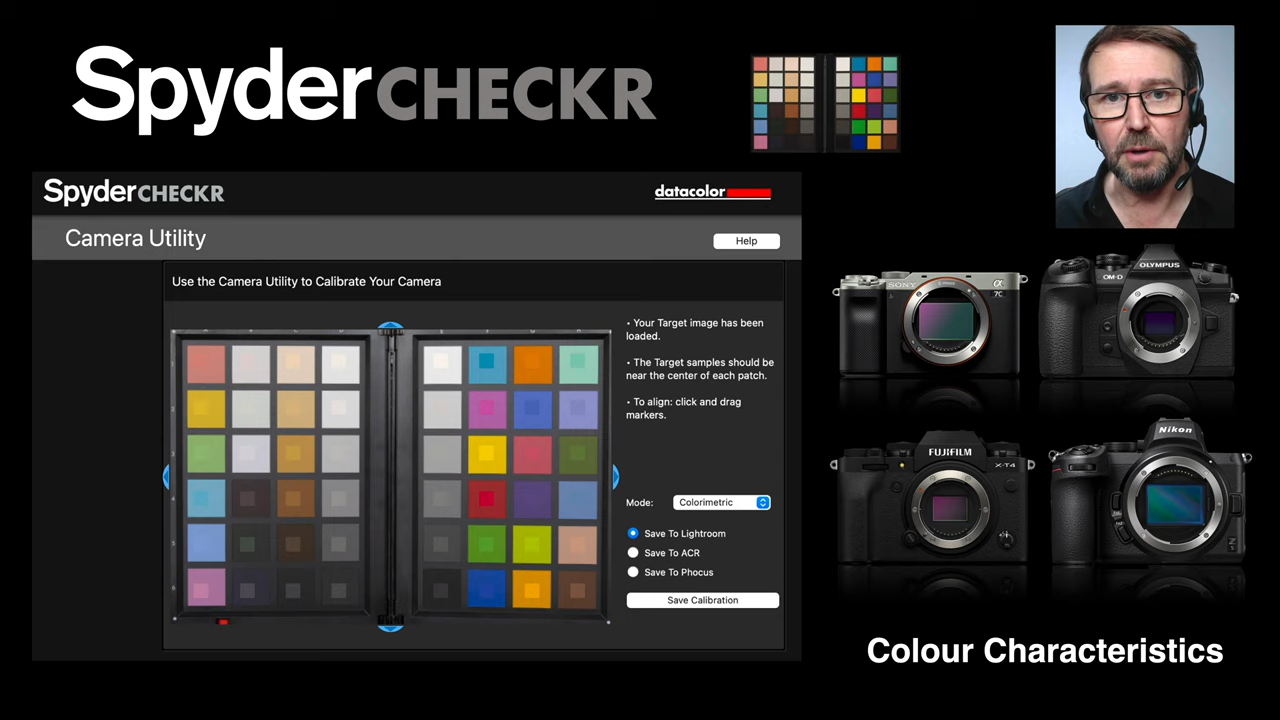 SpyderCHECKR
SpyderCHECKR
datacolor
Camera Utility
Help
Use the Camera Utility to Calibrate Your Camera
• Your Target image has been
loaded.
• The Target samples should be
near the center of each patch.
• To align: click and drag
markers.
Mode:
Colorimetric
Save To Lightroom
Save To ACR
Save To Phocus
Save Calibration
SONY
α
7C
OLYMPUS
OM-D
FUJIFILM
X-T4
Nikon
Colour Characteristics